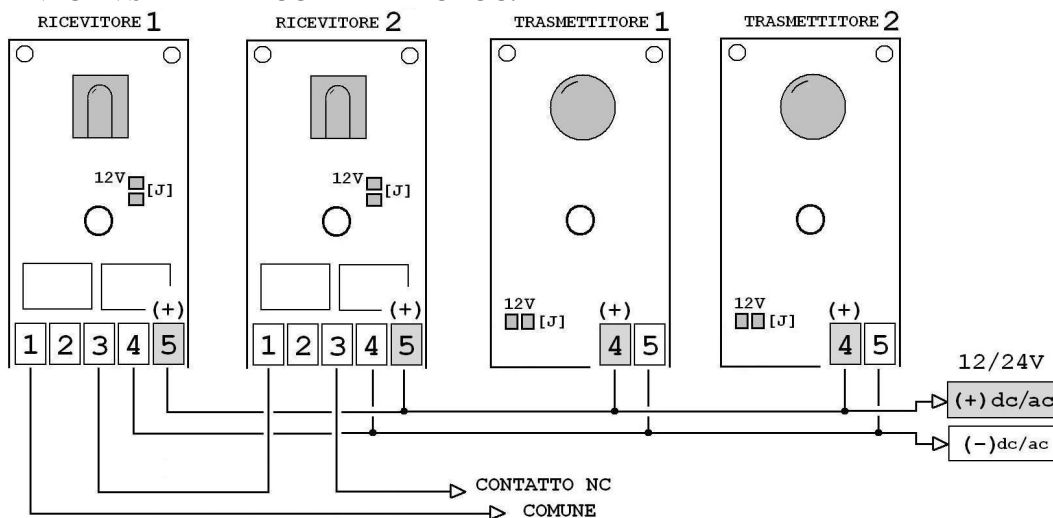 RICEVITORE 1
RICEVITORE 2
TRASMETTITORE 1
TRASMETTITORE 2
12V [J]
12V [J]
12V [J] (+)
12V [J] (+)
(+)
(+)
1 2 3 4 5
1 2 3 4 5
4 5
4 5
12/24V
(+)dc/ac
(-)dc/ac
CONTATTO NC
COMUNE